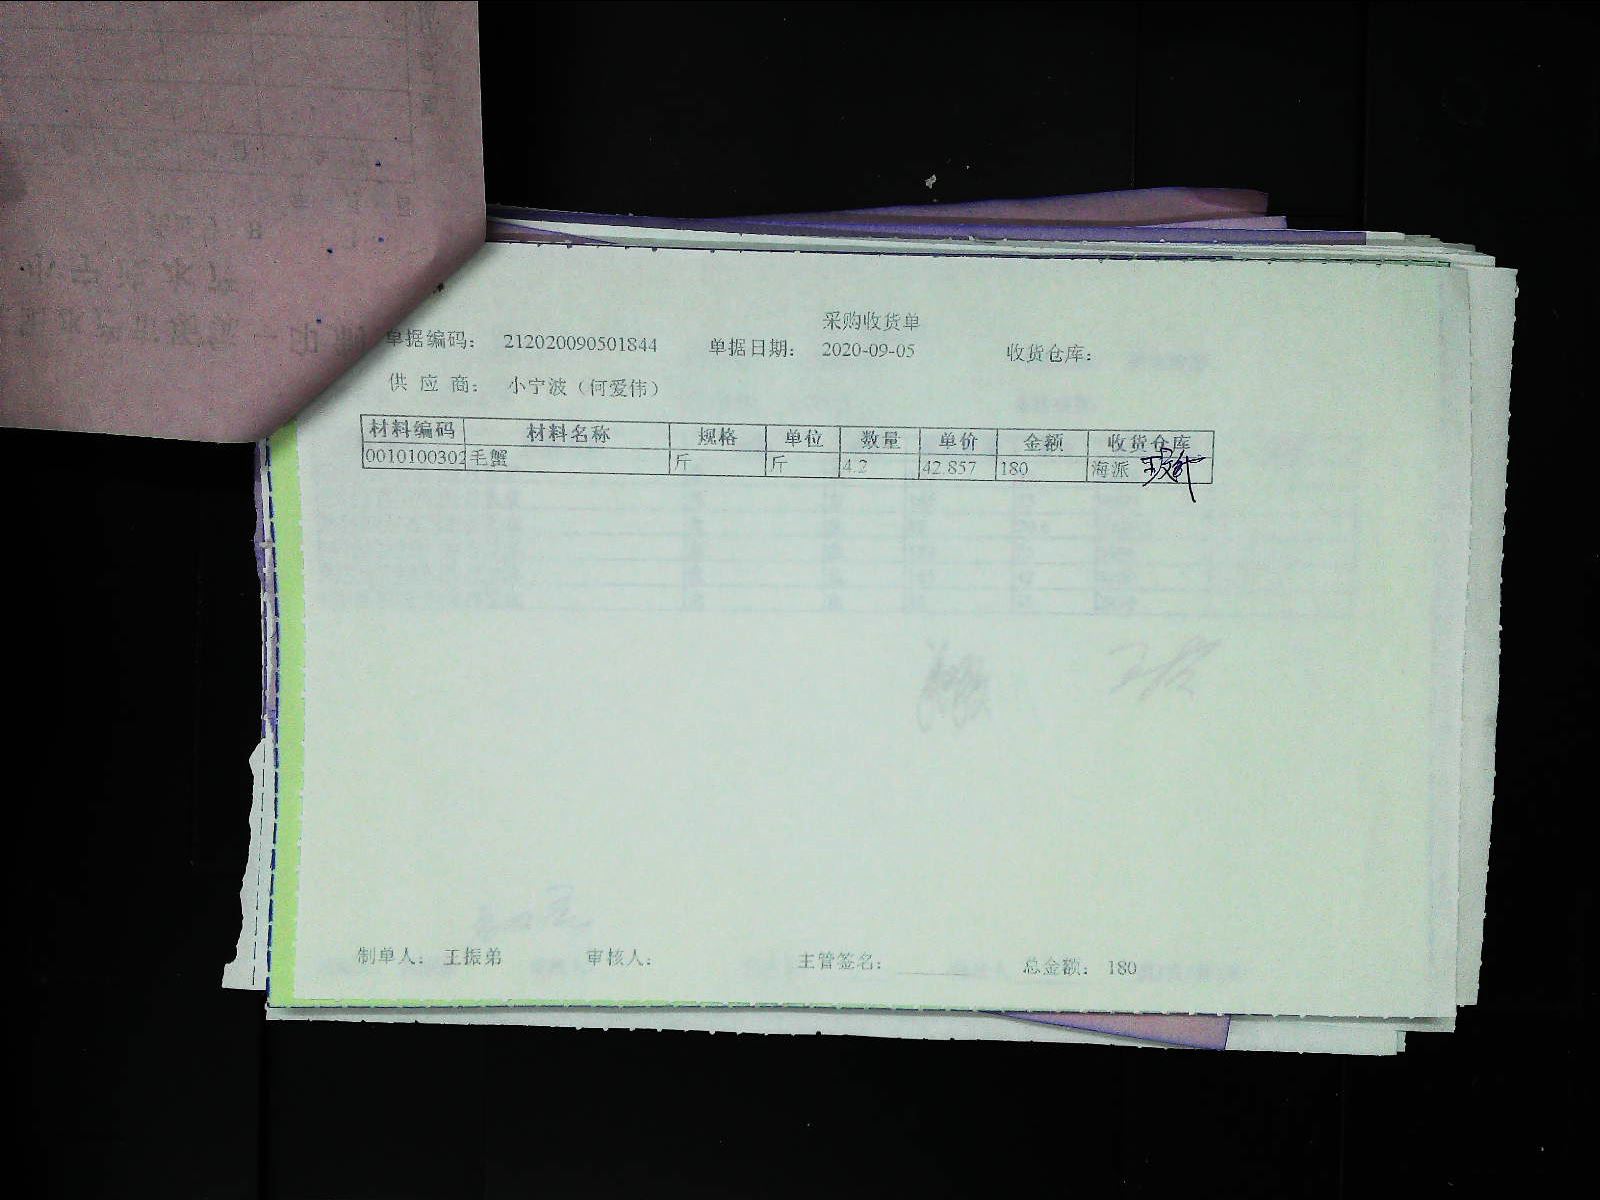 采购收货单
单据编码： 212020090501844 单据日期： 2020-09-05 收货仓库：
供 应 商： 小宁波（何爱伟）
材料编码 材料名称 规格 单位 数量 单价 金额 收货仓库
0010100302 毛蟹 斤 斤 4.2 42.857 180 海派
制单人： 王振弟 审核人： 主管签名： 总金额： 180